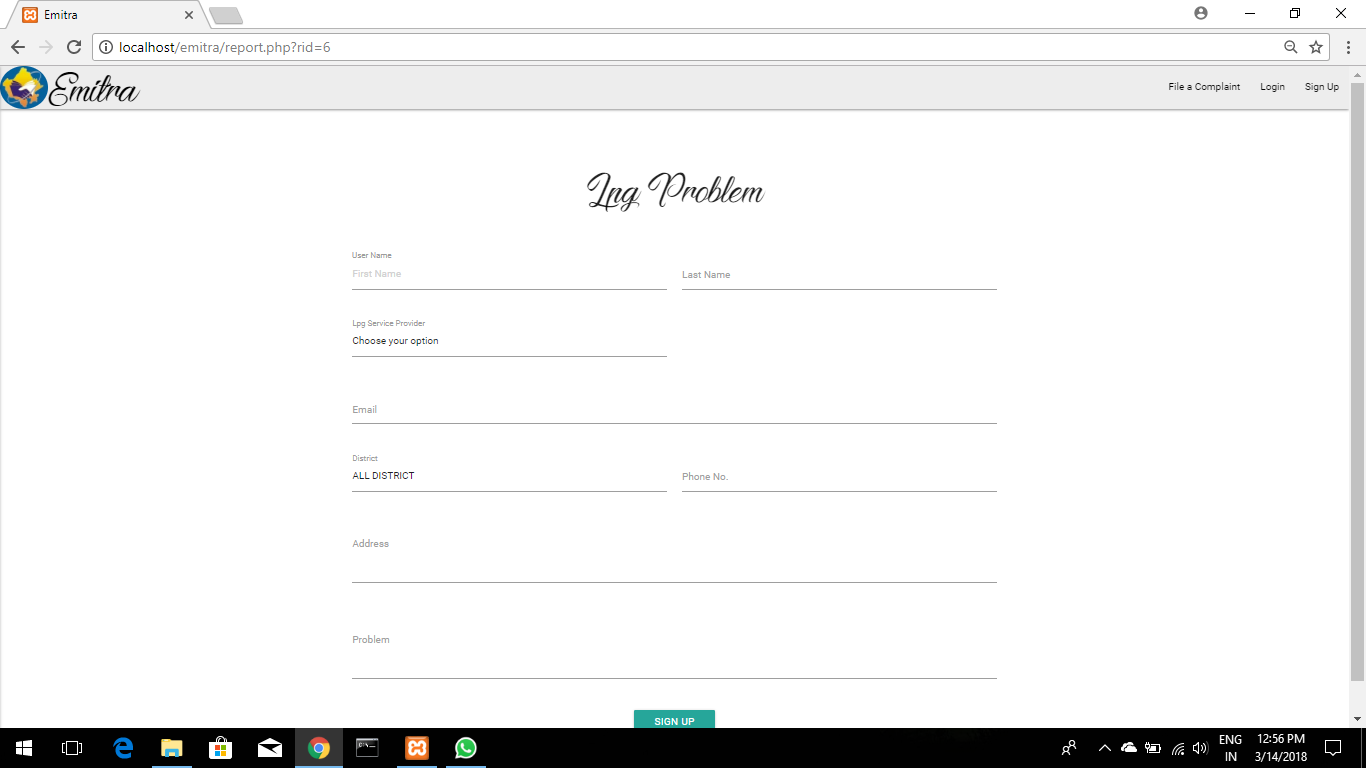 Emitra
localhost/emitra/report.php?rid=6
Emitra
File a Complaint Login Sign Up
Lng Problem
User Name
First Name Last Name
Lpg Service Provider
Choose your option
Email
District
ALL DISTRICT Phone No.
Address
Problem
SIGN UP
ENG 12:56 PM
IN 3/14/2018